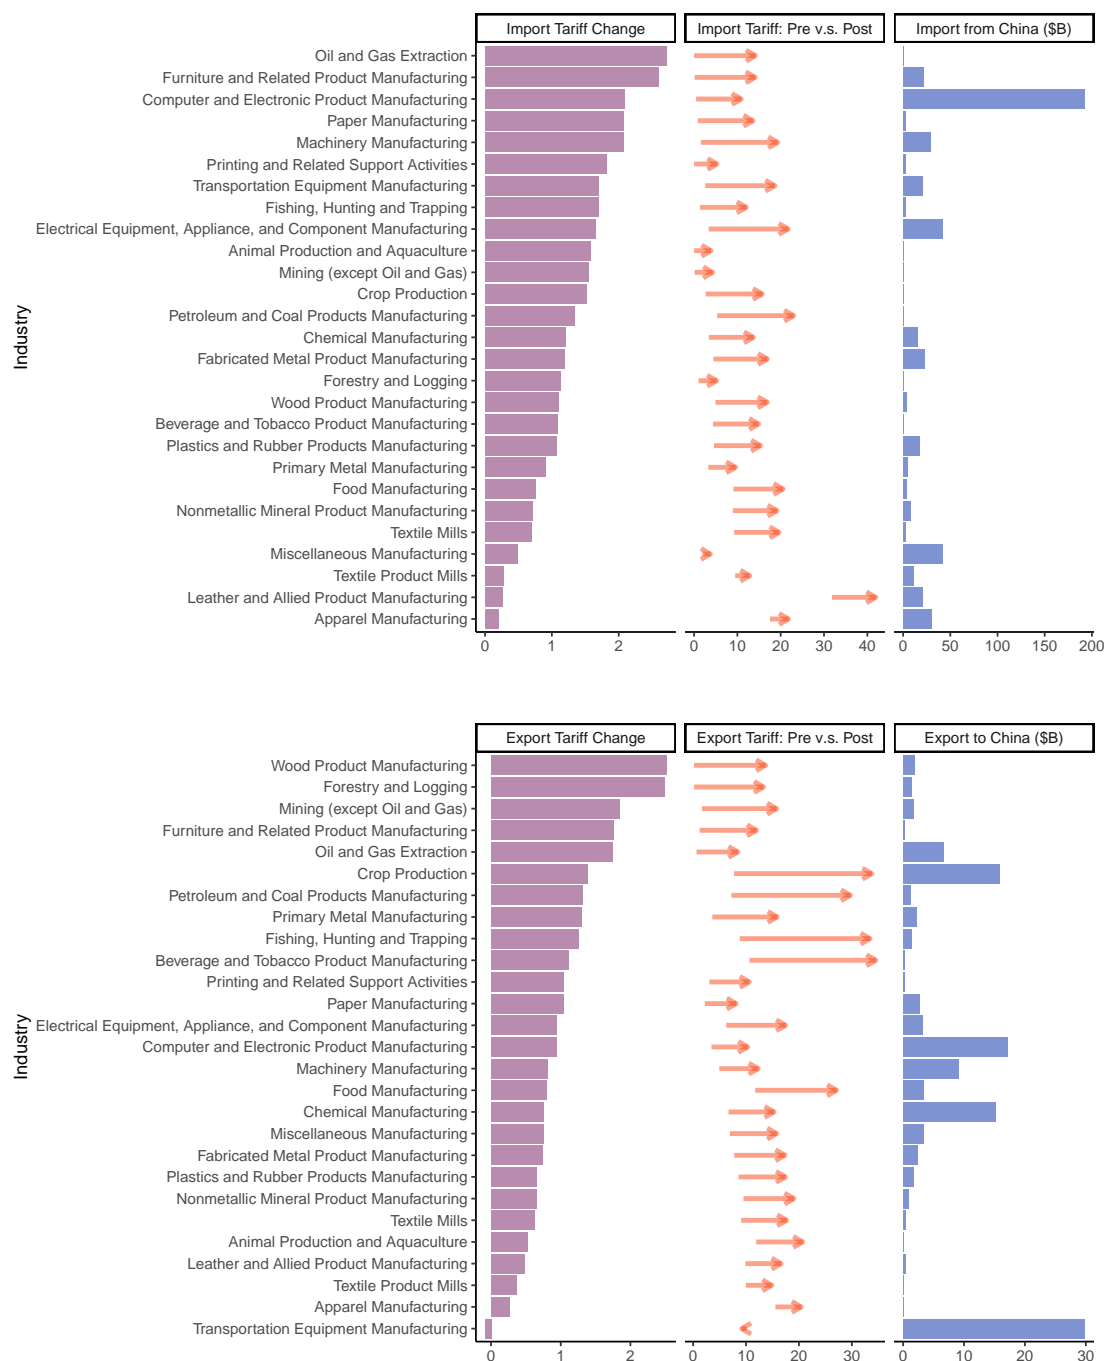 Import Tariff Change
Import Tariff: Pre v.s. Post
Import from China ($B)
Industry
Oil and Gas Extraction
Furniture and Related Product Manufacturing
Computer and Electronic Product Manufacturing
Paper Manufacturing
Machinery Manufacturing
Printing and Related Support Activities
Transportation Equipment Manufacturing
Fishing, Hunting and Trapping
Electrical Equipment, Appliance, and Component Manufacturing
Animal Production and Aquaculture
Mining (except Oil and Gas)
Crop Production
Petroleum and Coal Products Manufacturing
Chemical Manufacturing
Fabricated Metal Product Manufacturing
Forestry and Logging
Wood Product Manufacturing
Beverage and Tobacco Product Manufacturing
Plastics and Rubber Products Manufacturing
Primary Metal Manufacturing
Food Manufacturing
Nonmetallic Mineral Product Manufacturing
Textile Mills
Miscellaneous Manufacturing
Textile Product Mills
Leather and Allied Product Manufacturing
Apparel Manufacturing
0 1 2
0 10 20 30 40
0 50 100 150 200
Export Tariff Change
Export Tariff: Pre v.s. Post
Export to China ($B)
Industry
Wood Product Manufacturing
Forestry and Logging
Mining (except Oil and Gas)
Furniture and Related Product Manufacturing
Oil and Gas Extraction
Crop Production
Petroleum and Coal Products Manufacturing
Primary Metal Manufacturing
Fishing, Hunting and Trapping
Beverage and Tobacco Product Manufacturing
Printing and Related Support Activities
Paper Manufacturing
Electrical Equipment, Appliance, and Component Manufacturing
Computer and Electronic Product Manufacturing
Machinery Manufacturing
Food Manufacturing
Chemical Manufacturing
Miscellaneous Manufacturing
Fabricated Metal Product Manufacturing
Plastics and Rubber Products Manufacturing
Nonmetallic Mineral Product Manufacturing
Textile Mills
Animal Production and Aquaculture
Leather and Allied Product Manufacturing
Textile Product Mills
Apparel Manufacturing
Transportation Equipment Manufacturing
0 1 2
0 10 20 30
0 10 20 30